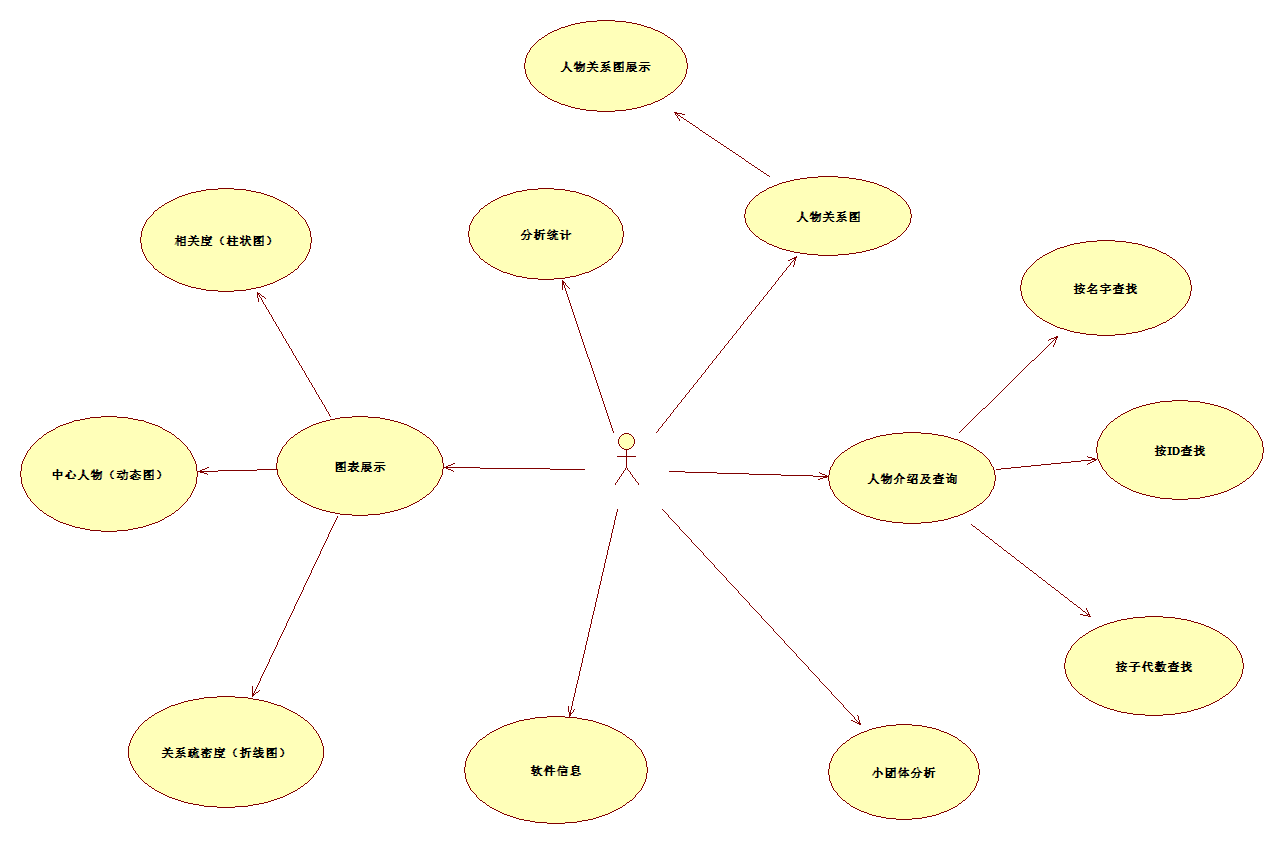 人物关系图展示
人物关系图
分析统计
相关度（柱状图）
按名字查找
按ID查找
图表展示
中心人物（动态图）
人物介绍及查询
按子代数查找
关系疏密度（折线图）
软件信息
小团体分析